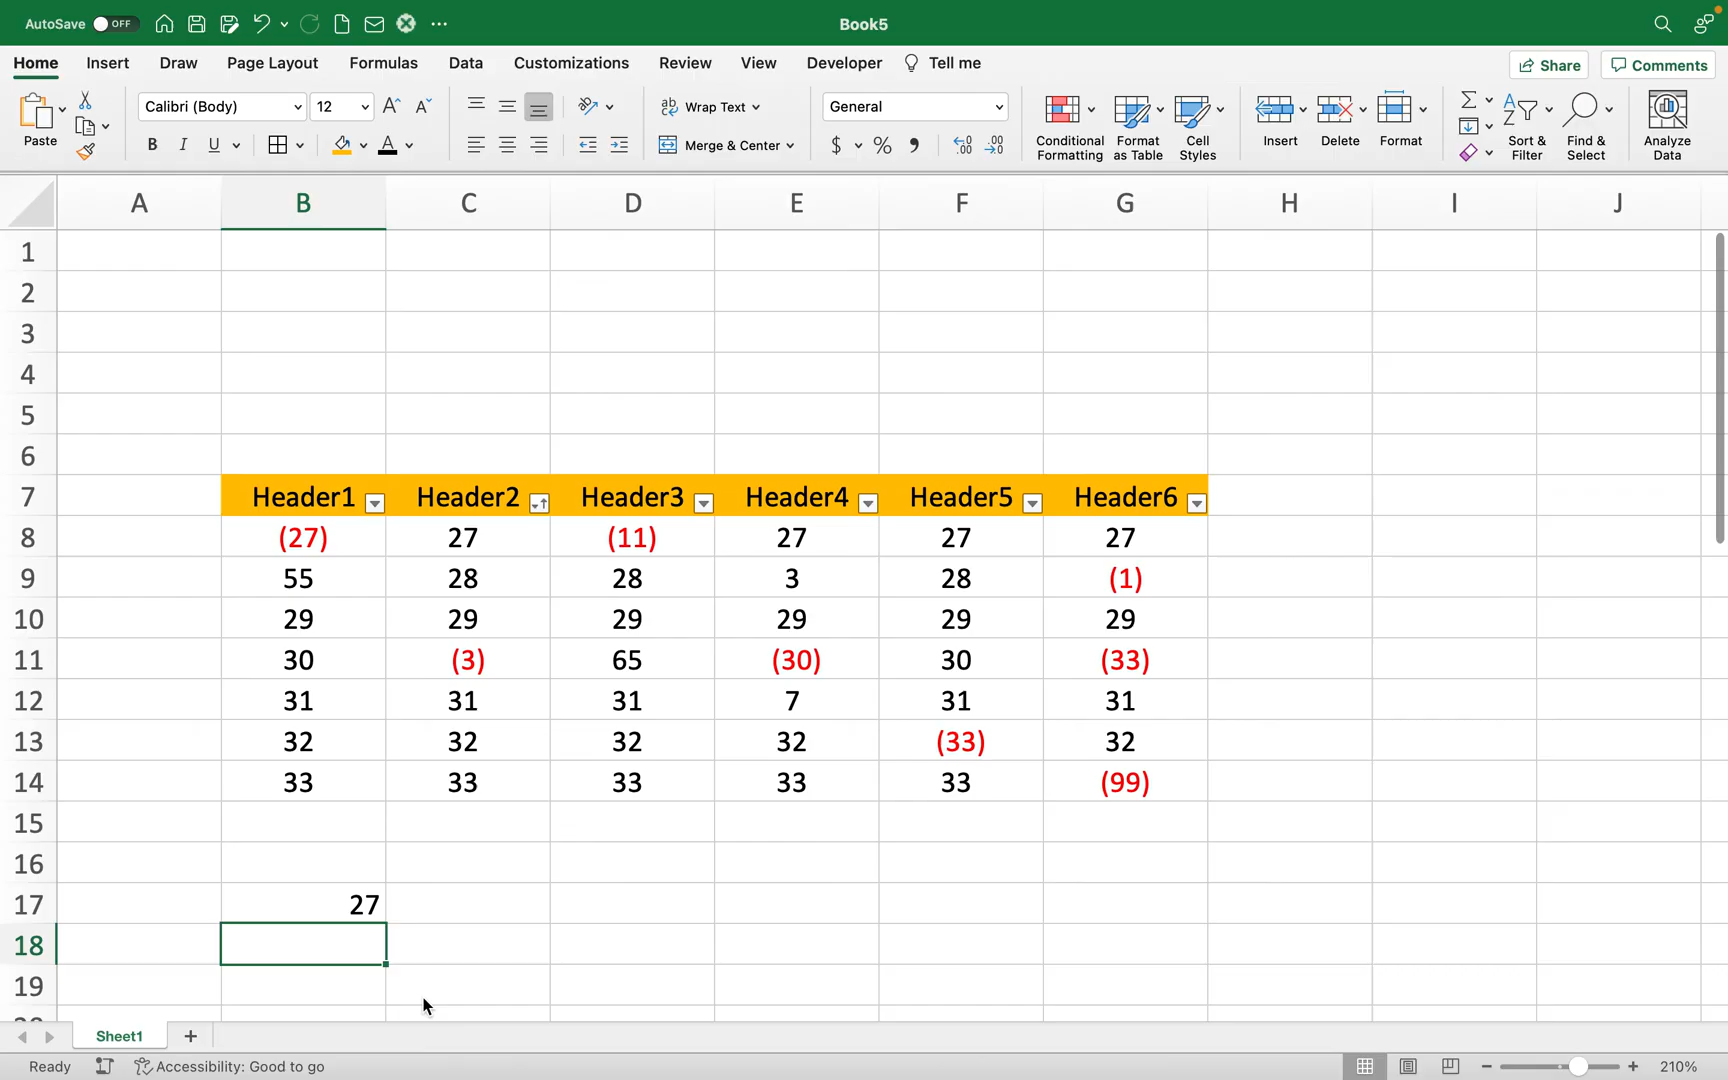 AutoSave OFF Book5
Home Insert Draw Page Layout Formulas Data Customizations Review View Developer Tell me Share Comments
Paste Calibri (Body) 12 Wrap Text General
B I U A Merge & Center $ % , Conditional Formatting Format as Table Cell Styles Insert Delete Format Sort & Filter Find & Select Analyze Data
A B C D E F G H I J
1
2
3
4
5
6
7 Header1 Header2 Header3 Header4 Header5 Header6
8 (27) 27 (11) 27 27 27
9 55 28 28 3 28 (1)
10 29 29 29 29 29 29
11 30 (3) 65 (30) 30 (33)
12 31 31 31 7 31 31
13 32 32 32 32 (33) 32
14 33 33 33 33 33 (99)
15
16
17 27
18
19
Sheet1 +
Ready Accessibility: Good to go 210%